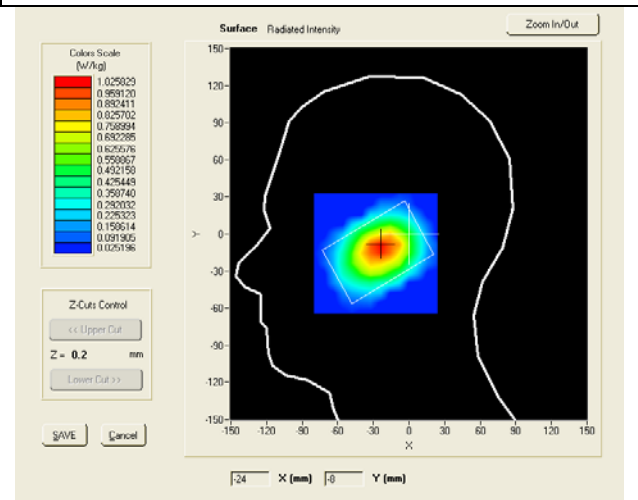 Surface Radiated Intensity
Zoom In/Out
Colors Scale
(W/kg)
1.025829
0.959120
0.892411
0.825702
0.758994
0.692285
0.625576
0.558867
0.492158
0.425449
0.358740
0.292032
0.225323
0.158614
0.091905
0.025196
Z-Cuts Control
<< Upper Cut
Z = 0.2 mm
Lower Cut >>
SAVE Cancel
150
120
90
60
30
0
-30
-60
-90
-120
-150
Y
-150 -120 -90 -60 -30 0 30 60 90 120 150
X
-24 X (mm) -8 Y (mm)